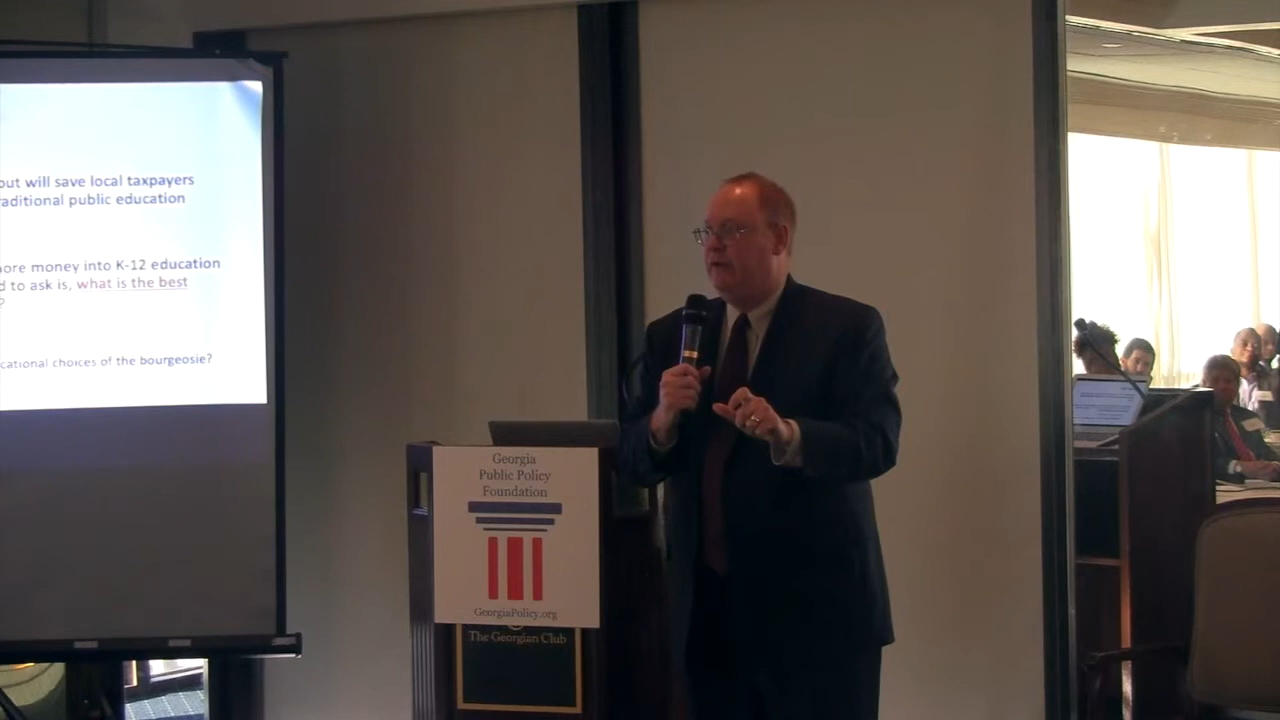 out will save local taxpayers
raditional public education
ore money into K-12 education
d to ask is, what is the best
?
cational choices of the bourgeosie?
Georgia
Public Policy
Foundation
GeorgiaPolicy.org
The Georgian Club